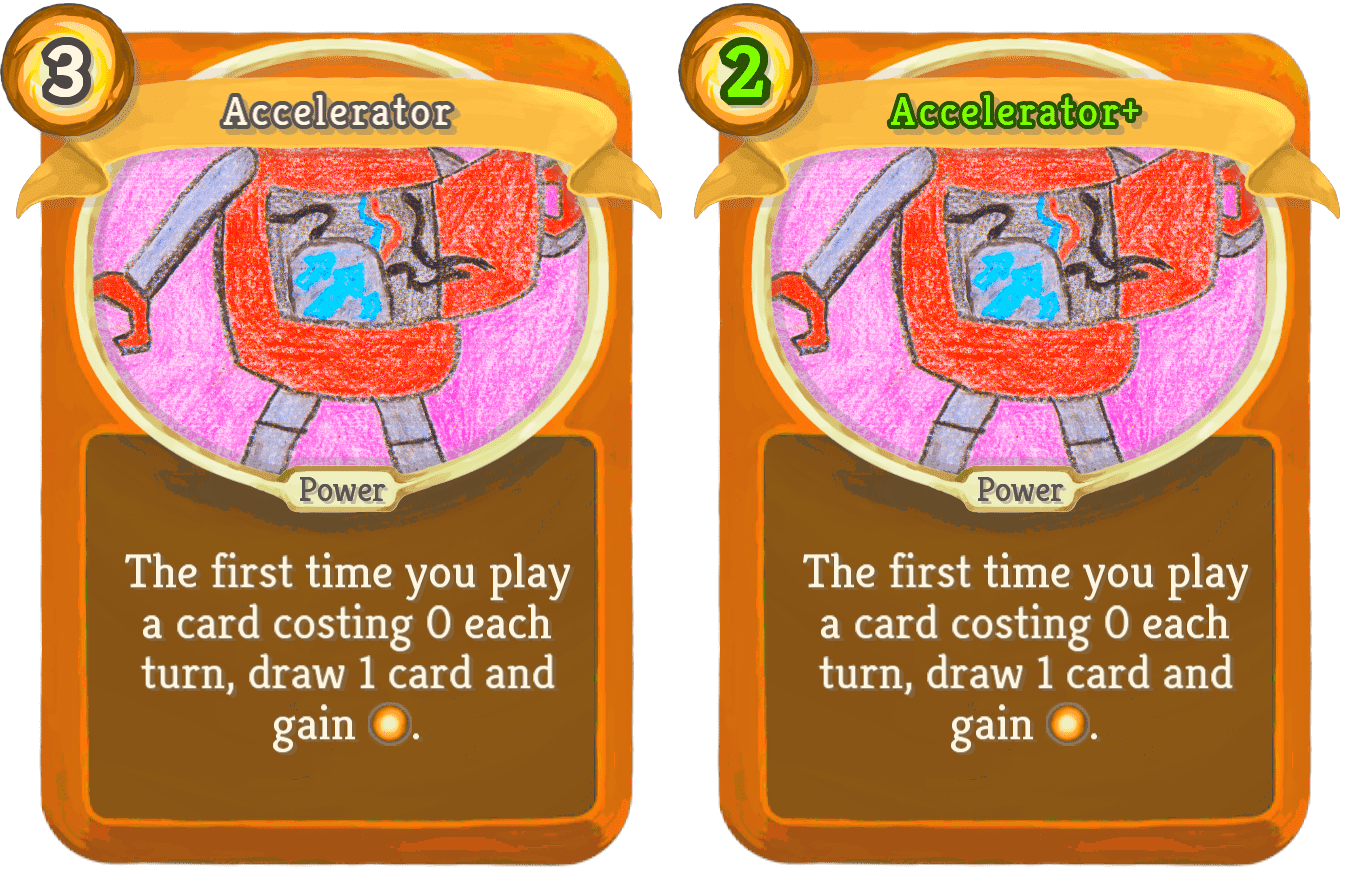 3
Accelerator
Power
The first time you play
a card costing 0 each
turn, draw 1 card and
gain .
2
Accelerator+
Power
The first time you play
a card costing 0 each
turn, draw 1 card and
gain .